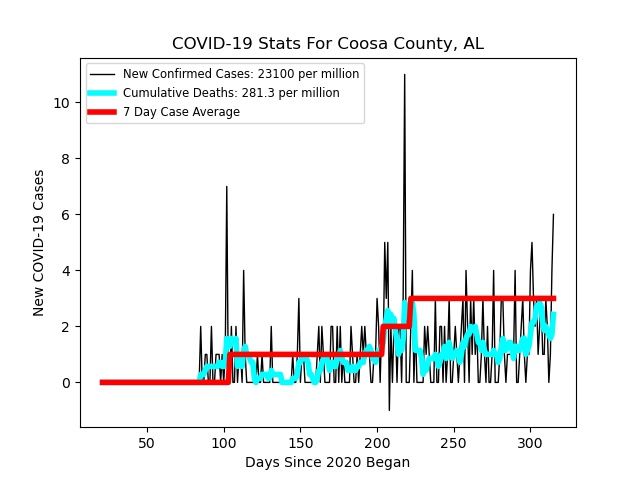 COVID-19 Stats For Coosa County, AL
New Confirmed Cases: 23100 per million
Cumulative Deaths: 281.3 per million
7 Day Case Average
New COVID-19 Cases
10
8
6
4
2
0
50 100 150 200 250 300
Days Since 2020 Began